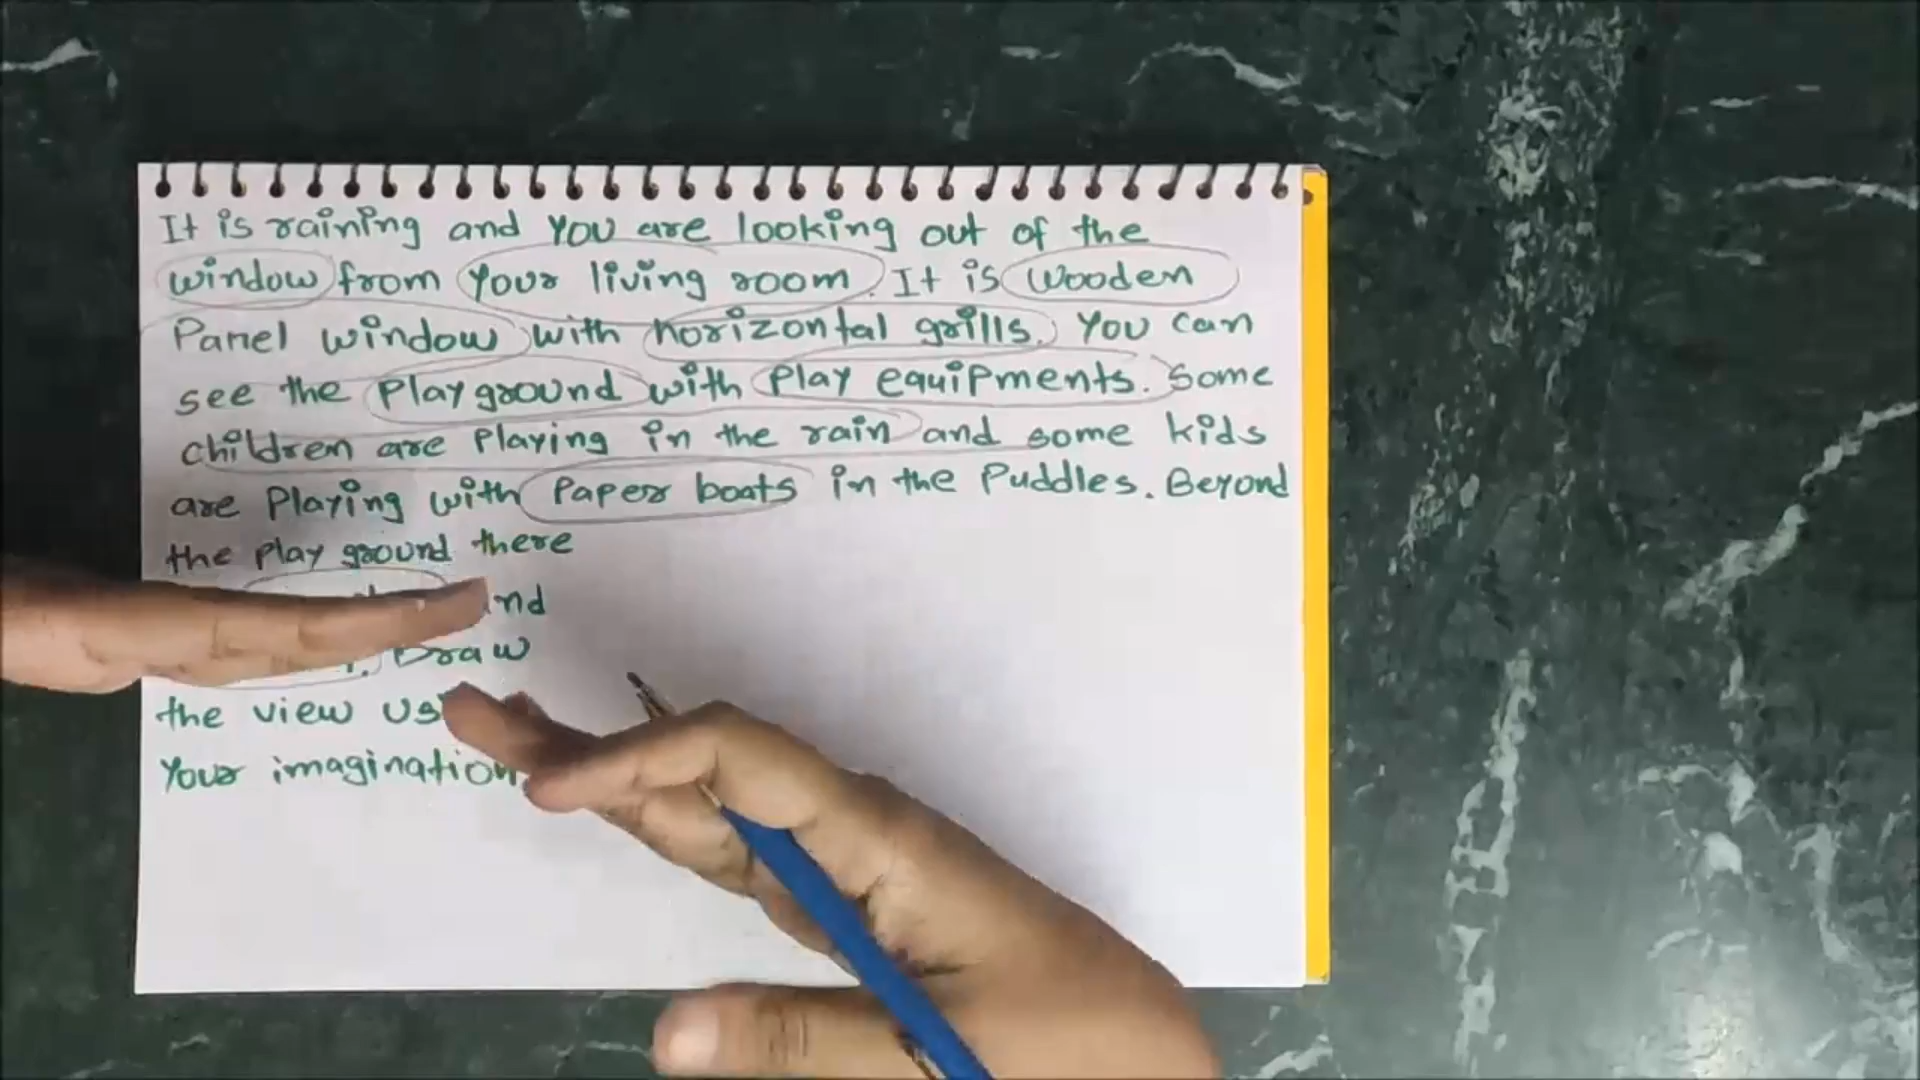 It is raining and you are looking out of the
window from your living room. It is wooden
Panel window with horizontal grills. You can
see the playground with play equipments. Some
children are playing in the rain and some kids
are playing with Paper boats in the Puddles. Beyond
the play ground there
Draw
the view
Your imagination